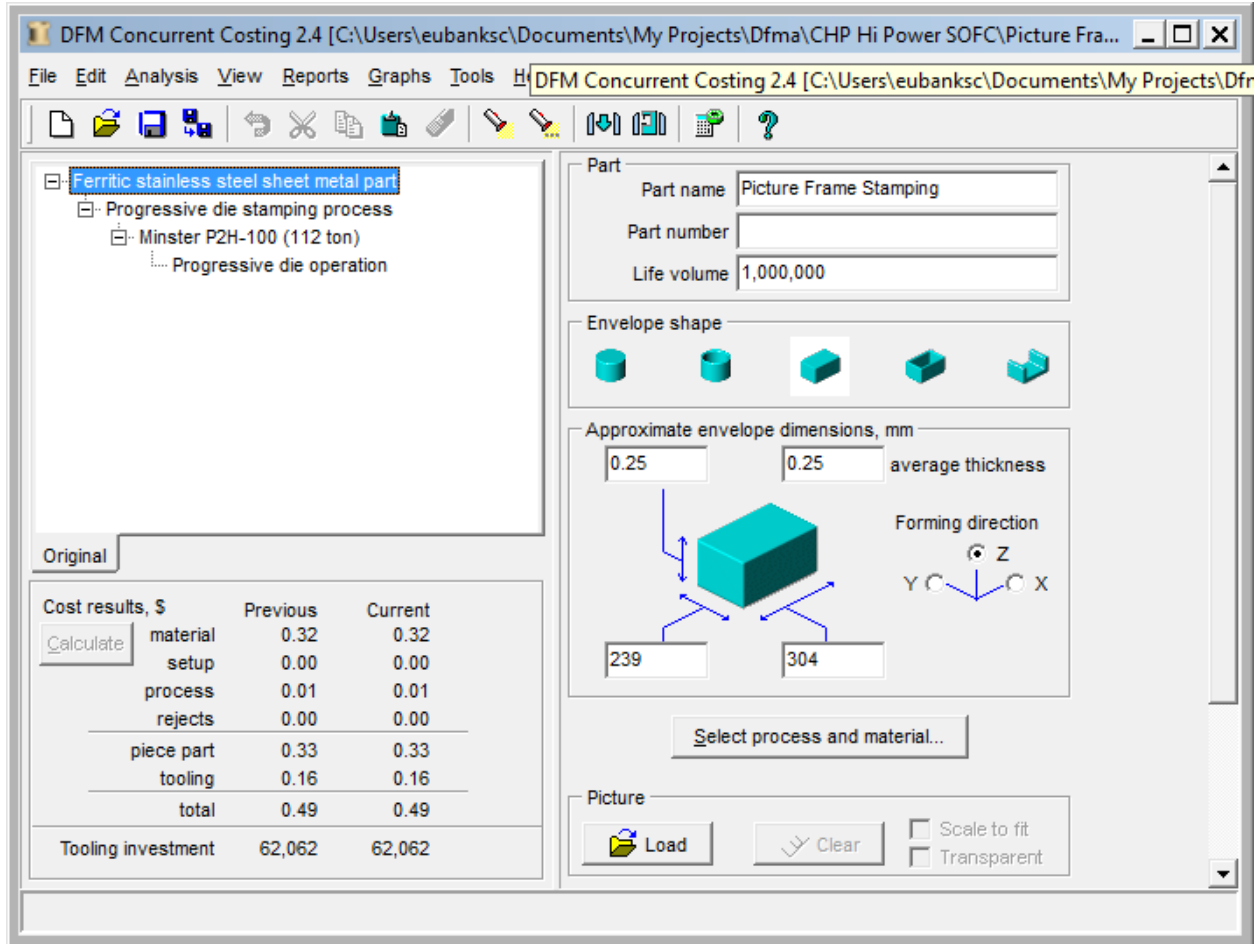 DFM Concurrent Costing 2.4 [C:\Users\eubanksc\Documents\My Projects\Dfma\CHP Hi Power SOFC\Picture Fra...
File Edit Analysis View Reports Graphs Tools H
DFM Concurrent Costing 2.4 [C:\Users\eubanksc\Documents\My Projects\Dfm
Ferritic stainless steel sheet metal part
Progressive die stamping process
Minster P2H-100 (112 ton)
Progressive die operation
Original
Cost results, $ Previous Current
Calculate
material 0.32 0.32
setup 0.00 0.00
process 0.01 0.01
rejects 0.00 0.00
piece part 0.33 0.33
tooling 0.16 0.16
total 0.49 0.49
Tooling investment 62,062 62,062
Part
Part name Picture Frame Stamping
Part number
Life volume 1,000,000
Envelope shape
Approximate envelope dimensions, mm
0.25 0.25 average thickness
Forming direction
Z
Y X
239 304
Select process and material...
Picture
Load Clear Scale to fit
Transparent